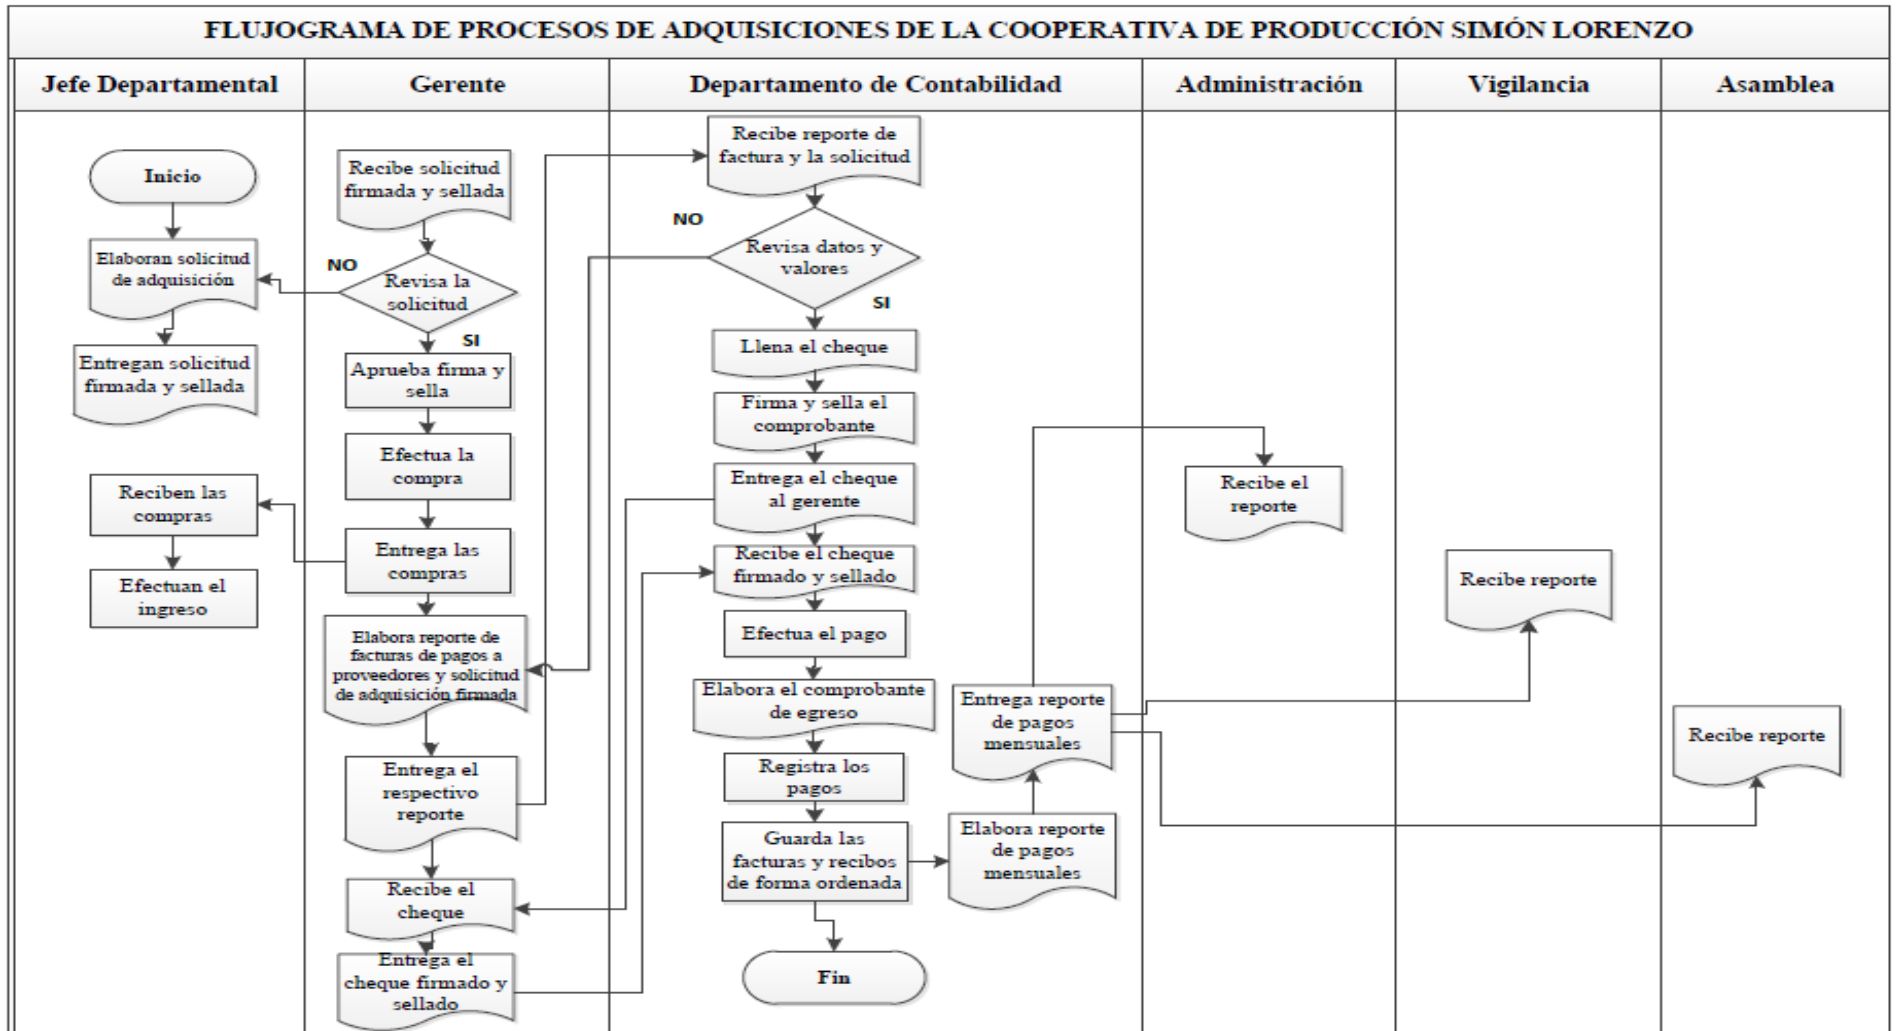 FLUJOGRAMA DE PROCESOS DE ADQUISICIONES DE LA COOPERATIVA DE PRODUCCIÓN SIMÓN LORENZO
Jefe Departamental
Gerente
Departamento de Contabilidad
Administración
Vigilancia
Asamblea
Inicio
Elaboran solicitud
de adquisición
Entregan solicitud
firmada y sellada
Reciben las
compras
Efectuan el
ingreso
Recibe solicitud
firmada y sellada
NO
Revisa la
solicitud
SI
Aprueba firma y
sella
Efectua la
compra
Entrega las
compras
Elabora reporte de
facturas de pagos a
proveedores y solicitud
de adquisición firmada
Entrega el
respectivo
reporte
Recibe el
cheque
Entrega el
cheque firmado y
sellado
Recibe reporte de
factura y la solicitud
NO
Revisa datos y
valores
SI
Llena el cheque
Firma y sella el
comprobante
Entrega el cheque
al gerente
Recibe el cheque
firmado y sellado
Efectua el pago
Elabora el comprobante
de egreso
Registra los
pagos
Guarda las
facturas y recibos
de forma ordenada
Fin
Entrega reporte
de pagos
mensuales
Elabora reporte
de pagos
mensuales
Recibe el
reporte
Recibe reporte
Recibe reporte